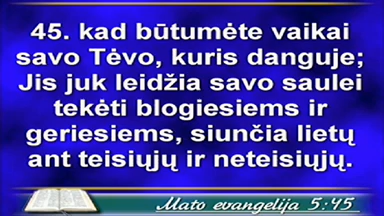 45. kad būtumėte vaikai
savo Tėvo, kuris danguje;
Jis juk leidžia savo saulei
tekėti blogiesiems ir
geriesiems, siunčia lietų
ant teisiųjų ir neteisiųjų.
Mato evangelija 5:45